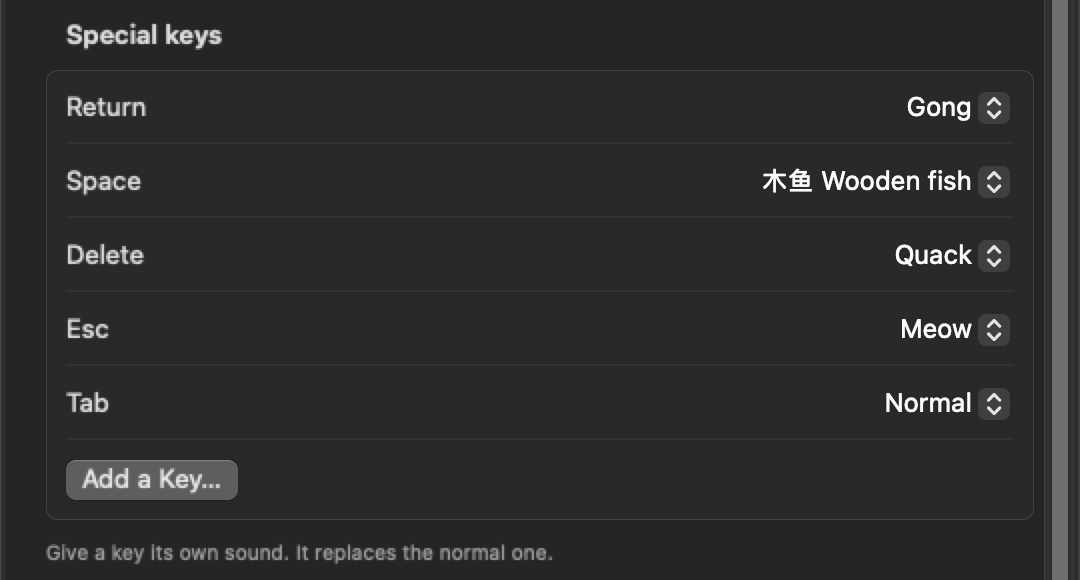 Special keys
Return Gong
Space 木鱼 Wooden fish
Delete Quack
Esc Meow
Tab Normal
Add a Key...
Give a key its own sound. It replaces the normal one.